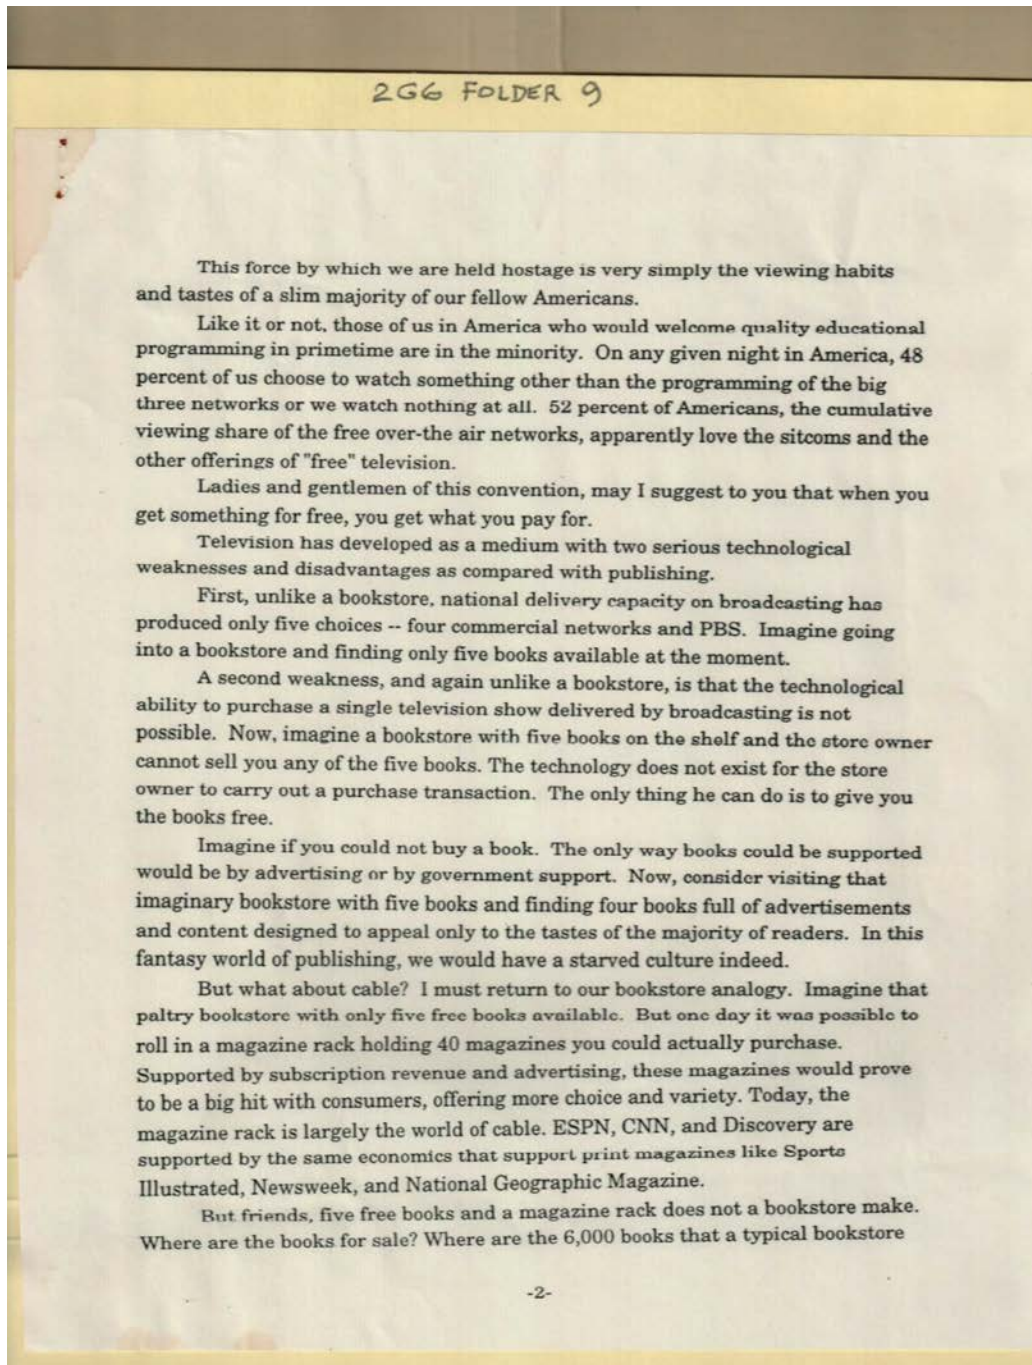 2GG FOLDER 9
This force by which we are held hostage is very simply the viewing habits
and tastes of a slim majority of our fellow Americans.
Like it or not, those of us in America who would welcome quality educational
programming in primetime are in the minority. On any given night in America, 48
percent of us choose to watch something other than the programming of the big
three networks or we watch nothing at all. 52 percent of Americans, the cumulative
viewing share of the free over-the air networks, apparently love the sitcoms and the
other offerings of "free" television.
Ladies and gentlemen of this convention, may I suggest to you that when you
get something for free, you get what you pay for.
Television has developed as a medium with two serious technological
weaknesses and disadvantages as compared with publishing.
First, unlike a bookstore, national delivery capacity on broadcasting has
produced only five choices -- four commercial networks and PBS. Imagine going
into a bookstore and finding only five books available at the moment.
A second weakness, and again unlike a bookstore, is that the technological
ability to purchase a single television show delivered by broadcasting is not
possible. Now, imagine a bookstore with five books on the shelf and the store owner
cannot sell you any of the five books. The technology does not exist for the store
owner to carry out a purchase transaction. The only thing he can do is to give you
the books free.
Imagine if you could not buy a book. The only way books could be supported
would be by advertising or by government support. Now, consider visiting that
imaginary bookstore with five books and finding four books full of advertisements
and content designed to appeal only to the tastes of the majority of readers. In this
fantasy world of publishing, we would have a starved culture indeed.
But what about cable? I must return to our bookstore analogy. Imagine that
paltry bookstore with only five free books available. But one day it was possible to
roll in a magazine rack holding 40 magazines you could actually purchase.
Supported by subscription revenue and advertising, these magazines would prove
to be a big hit with consumers, offering more choice and variety. Today, the
magazine rack is largely the world of cable. ESPN, CNN, and Discovery are
supported by the same economics that support print magazines like Sports
Illustrated, Newsweek, and National Geographic Magazine.
But friends, five free books and a magazine rack does not a bookstore make.
Where are the books for sale? Where are the 6,000 books that a typical bookstore
-2-